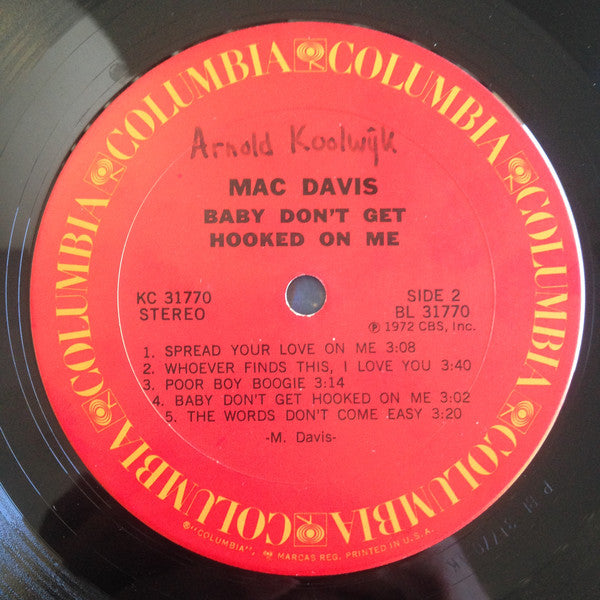 COLUMBIA COLUMBIA COLUMBIA COLUMBIA COLUMBIA COLUMBIA
Arnold Koolwijk
MAC DAVIS
BABY DON'T GET
HOOKED ON ME
KC 31770
STEREO
SIDE 2
BL 31770
Ⓟ 1972 CBS, Inc.
1. SPREAD YOUR LOVE ON ME 3:08
2. WHOEVER FINDS THIS, I LOVE YOU 3:40
3. POOR BOY BOOGIE 3:14
4. BABY DON'T GET HOOKED ON ME 3:02
5. THE WORDS DON'T COME EASY 3:20
-M. Davis-
®"COLUMBIA", MARCAS REG. PRINTED IN U.S.A.